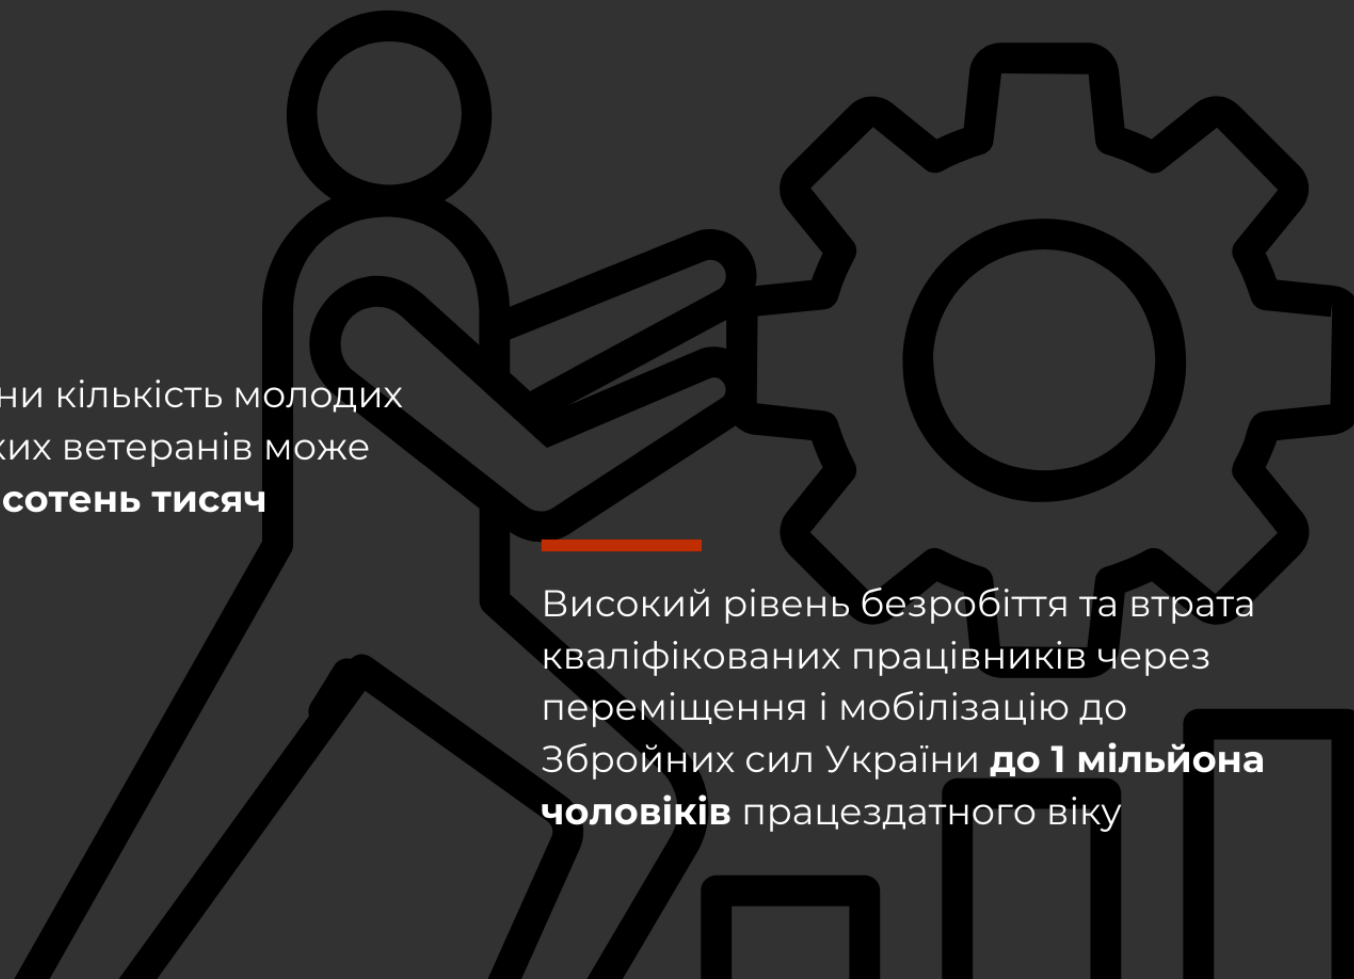 ни кількість молодих
ких ветеранів може
сотень тисяч
Високий рівень безробіття та втрата
кваліфікованих працівників через
переміщення і мобілізацію до
Збройних сил України до 1 мільйона
чоловіків працездатного віку